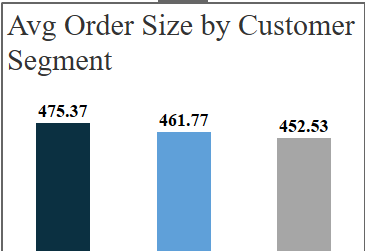 Avg Order Size by Customer
Segment
475.37
461.77
452.53